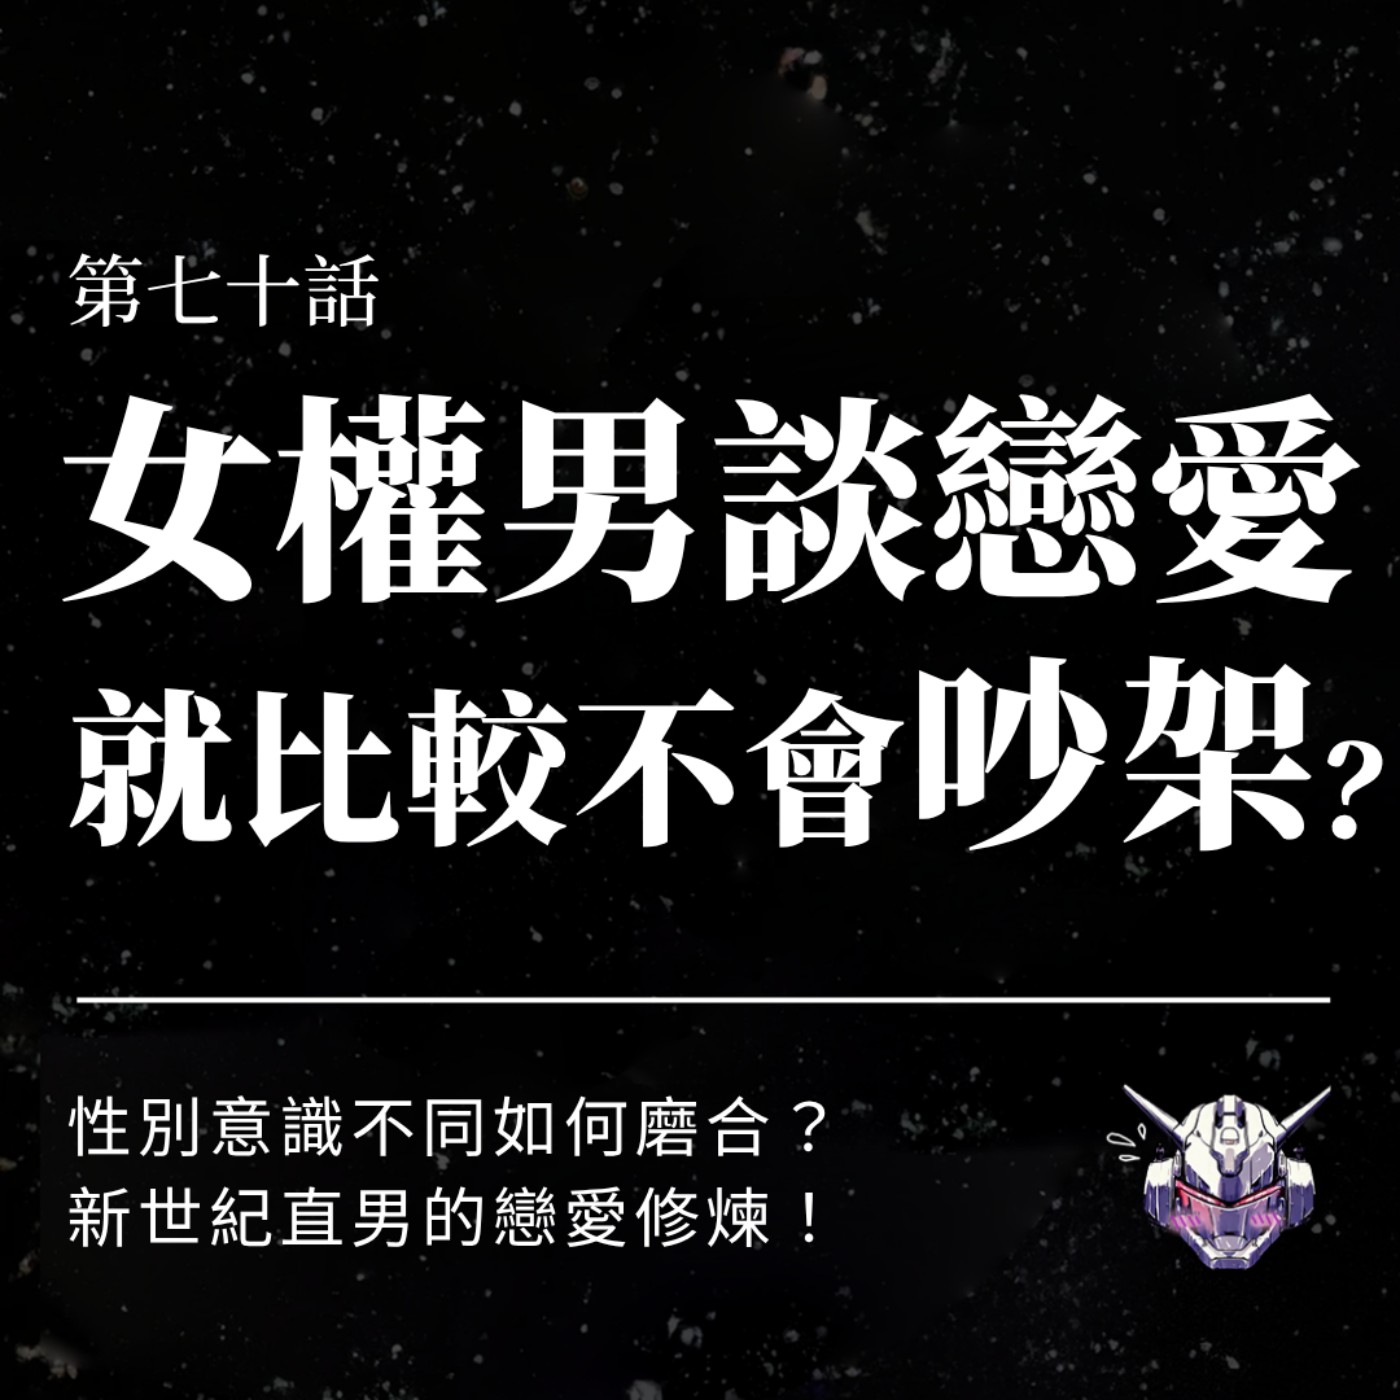 第七十話
女權男談戀愛
就比較不會吵架?
性別意識不同如何磨合？
新世紀直男的戀愛修煉！